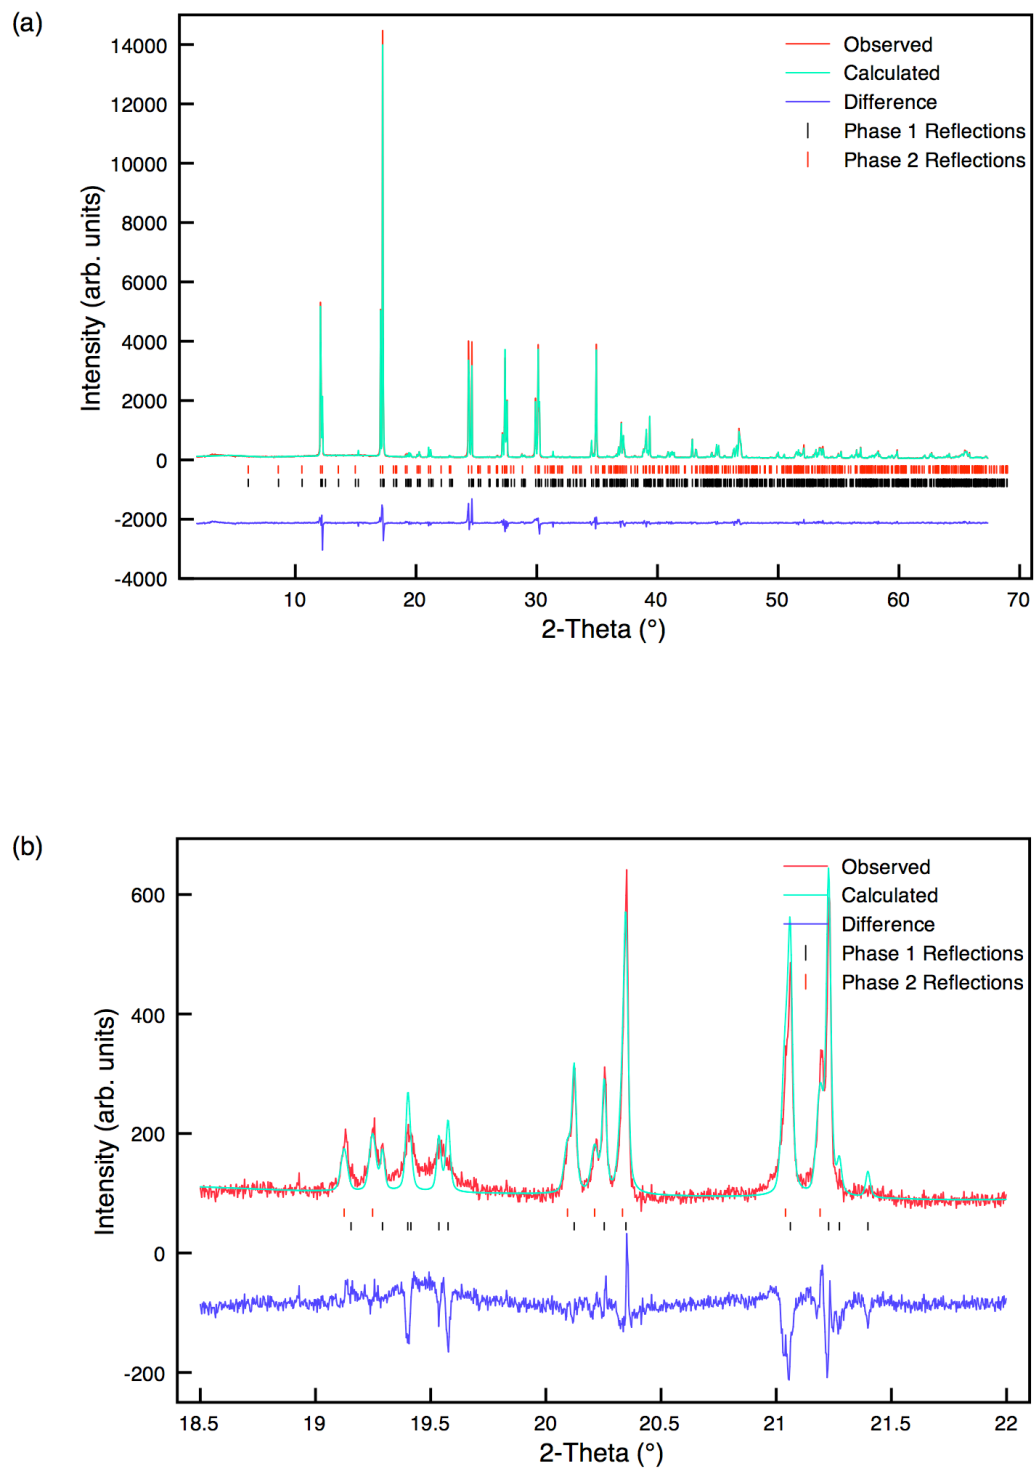 (a)
14000
12000
10000
8000
6000
4000
2000
0
-2000
-4000
Intensity (arb. units)
Observed
Calculated
Difference
Phase 1 Reflections
Phase 2 Reflections
10 20 30 40 50 60 70
2-Theta (°)
(b)
600
400
200
0
-200
Intensity (arb. units)
Observed
Calculated
Difference
Phase 1 Reflections
Phase 2 Reflections
18.5 19 19.5 20 20.5 21 21.5 22
2-Theta (°)